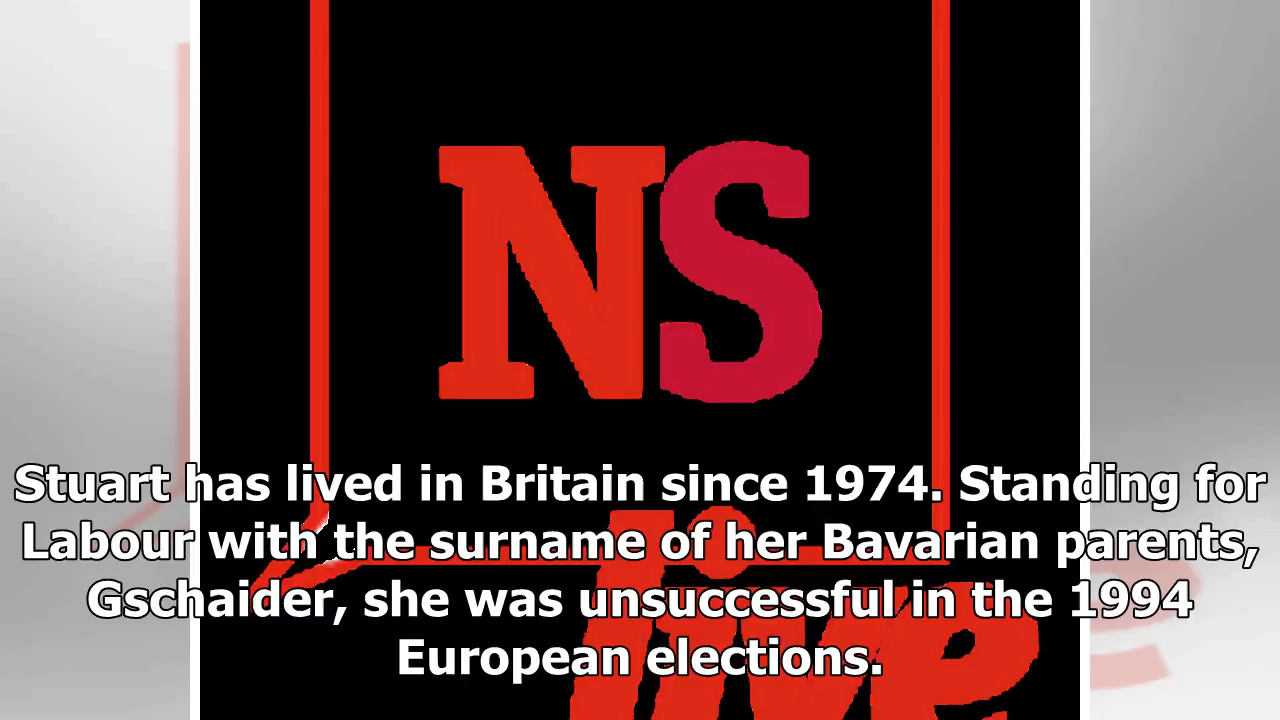 NS
Stuart has lived in Britain since 1974. Standing for
Labour with the surname of her Bavarian parents,
Gschaider, she was unsuccessful in the 1994
European elections.
live